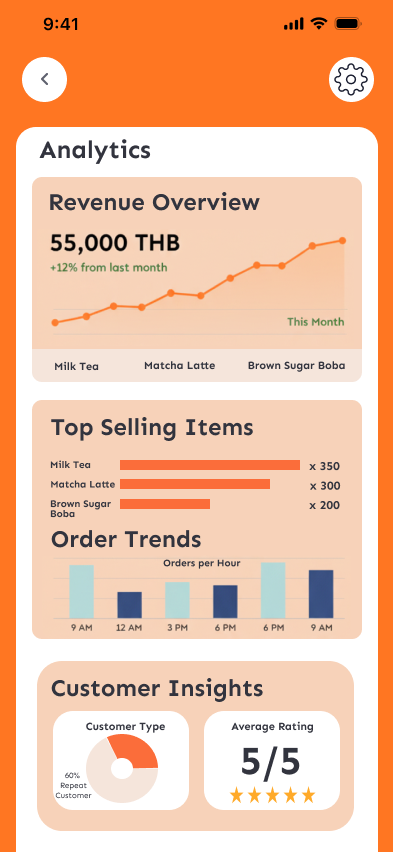 9:41
Analytics
Revenue Overview
55,000 THB
+12% from last month
This Month
Milk Tea Matcha Latte Brown Sugar Boba
Top Selling Items
Milk Tea x 350
Matcha Latte x 300
Brown Sugar x 200
Boba
Order Trends
Orders per Hour
9 AM 12 AM 3 PM 6 PM 6 PM 9 AM
Customer Insights
Customer Type
60%
Repeat
Customer
Average Rating
5/5